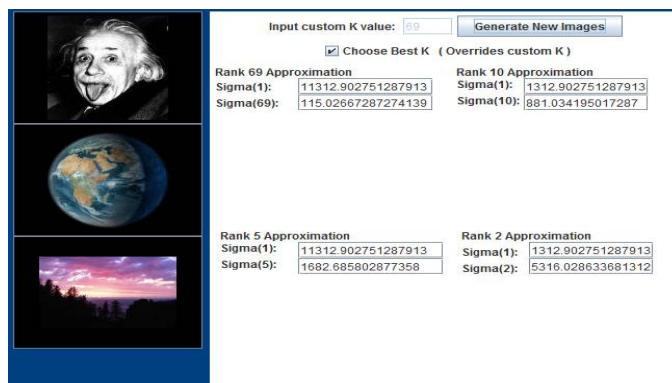 Input custom K value: 69 Generate New Images
Choose Best K ( Overrides custom K )
Rank 69 Approximation
Sigma(1): 11312.902751287913
Sigma(69): 115.02667287274139
Rank 10 Approximation
Sigma(1): 1312.902751287913
Sigma(10): 881.034195017287
Rank 5 Approximation
Sigma(1): 11312.902751287913
Sigma(5): 1682.685802877358
Rank 2 Approximation
Sigma(1): 1312.902751287913
Sigma(2): 5316.028633681312